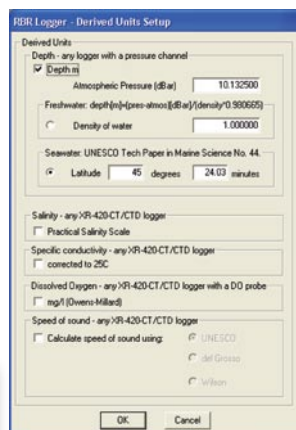 RBR Logger - Derived Units Setup
Derived Units
Depth - any logger with a pressure channel
Depth m
Atmospheric Pressure (dBar) 10.132500
Freshwater: depth[m]=(pres-atmos)[dBar]/(density*0.980665)
Density of water 1.000000
Seawater: UNESCO Tech Paper in Marine Science No. 44.
Latitude 45 degrees 24.03 minutes
Salinity - any XR-420-CT/CTD logger
Practical Salinity Scale
Specific conductivity - any XR-420-CT/CTD logger
corrected to 25C
Dissolved Oxygen - any XR-420-CT/CTD logger with a DO probe
mg/l (Owens-Millard)
Speed of sound - any XR-420-CT/CTD logger
Calculate speed of sound using: UNESCO
del Grosso
Wilson
OK Cancel